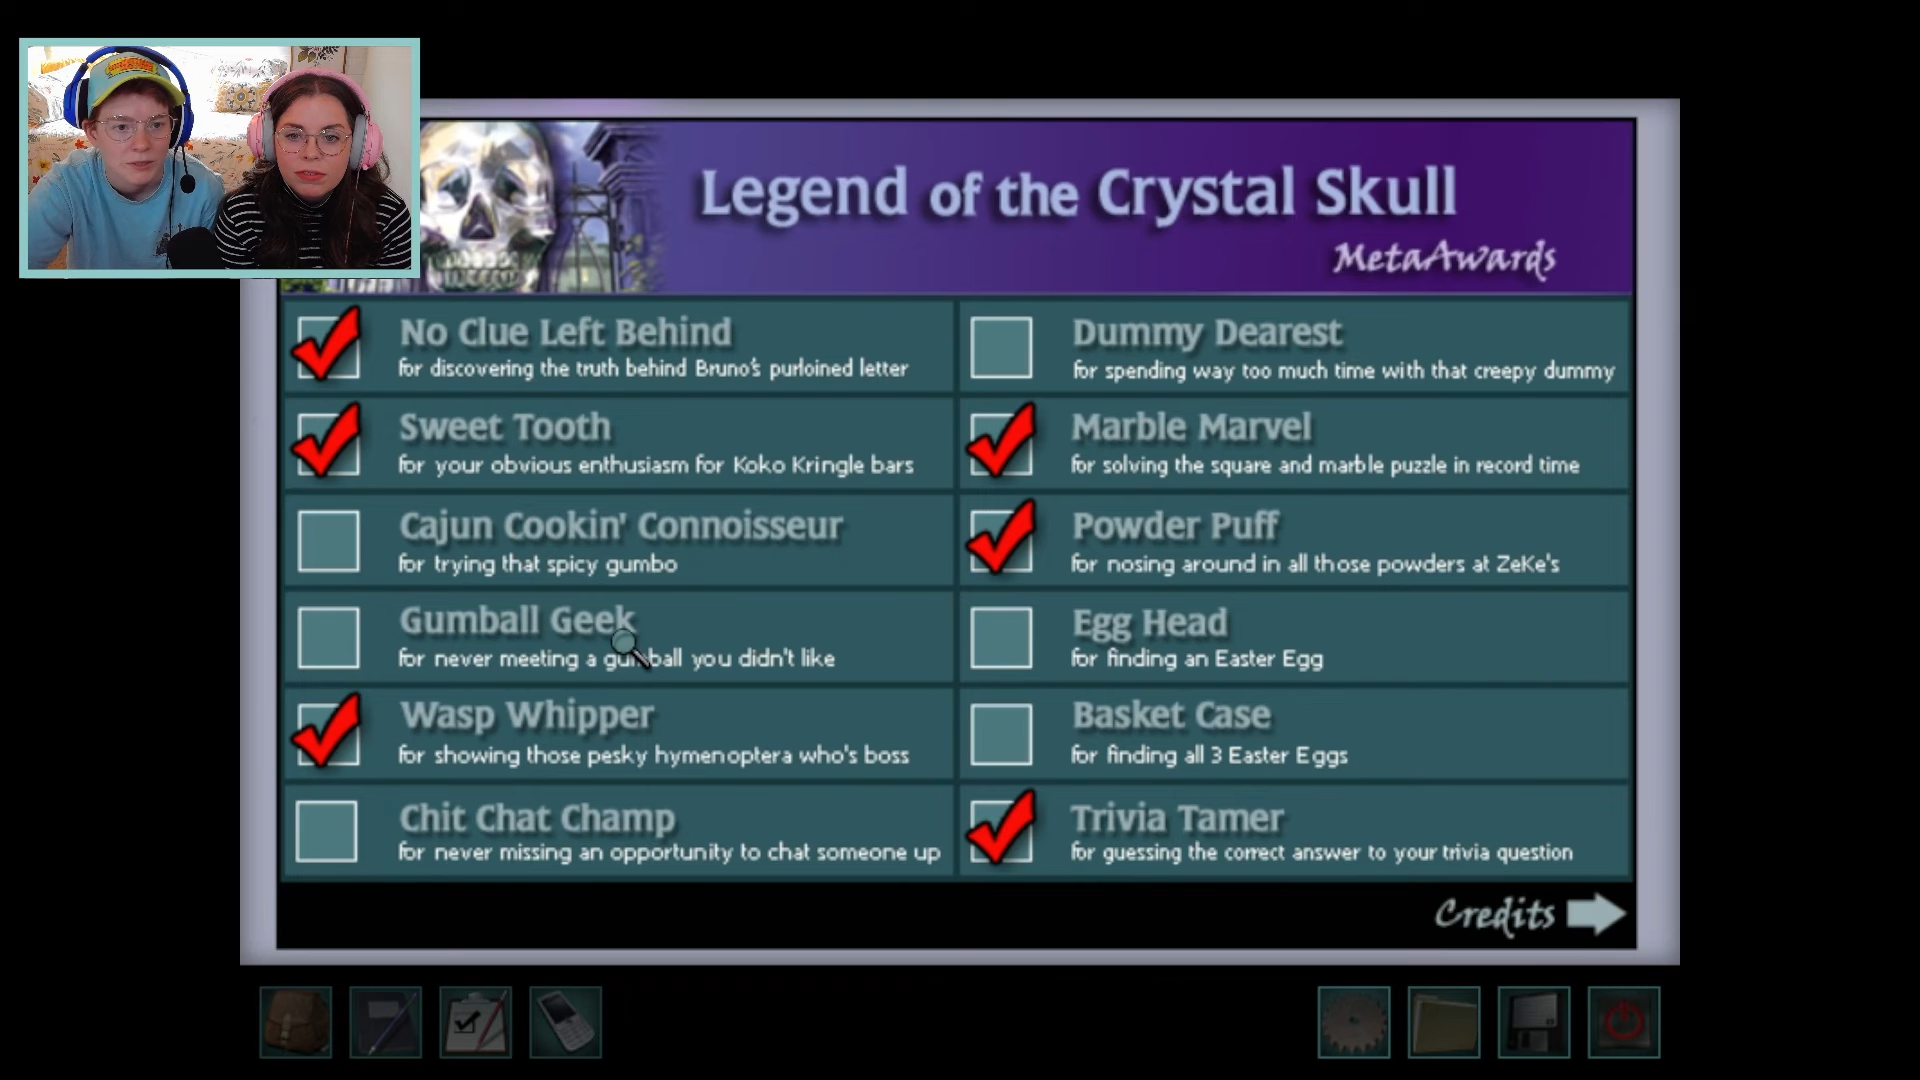 Legend of the Crystal Skull
MetaAwards
No Clue Left Behind
for discovering the truth behind Bruno's purloined letter
Dummy Dearest
for spending way too much time with that creepy dummy
Sweet Tooth
for your obvious enthusiasm for Koko Kringle bars
Marble Marvel
for solving the square and marble puzzle in record time
Cajun Cookin' Connoisseur
for trying that spicy gumbo
Powder Puff
for nosing around in all those powders at ZeKe's
Gumball Geek
for never meeting a gumball you didn't like
Egg Head
for finding an Easter Egg
Wasp Whipper
for showing those pesky hymenoptera who's boss
Basket Case
for finding all 3 Easter Eggs
Chit Chat Champ
for never missing an opportunity to chat someone up
Trivia Tamer
for guessing the correct answer to your trivia question
Credits